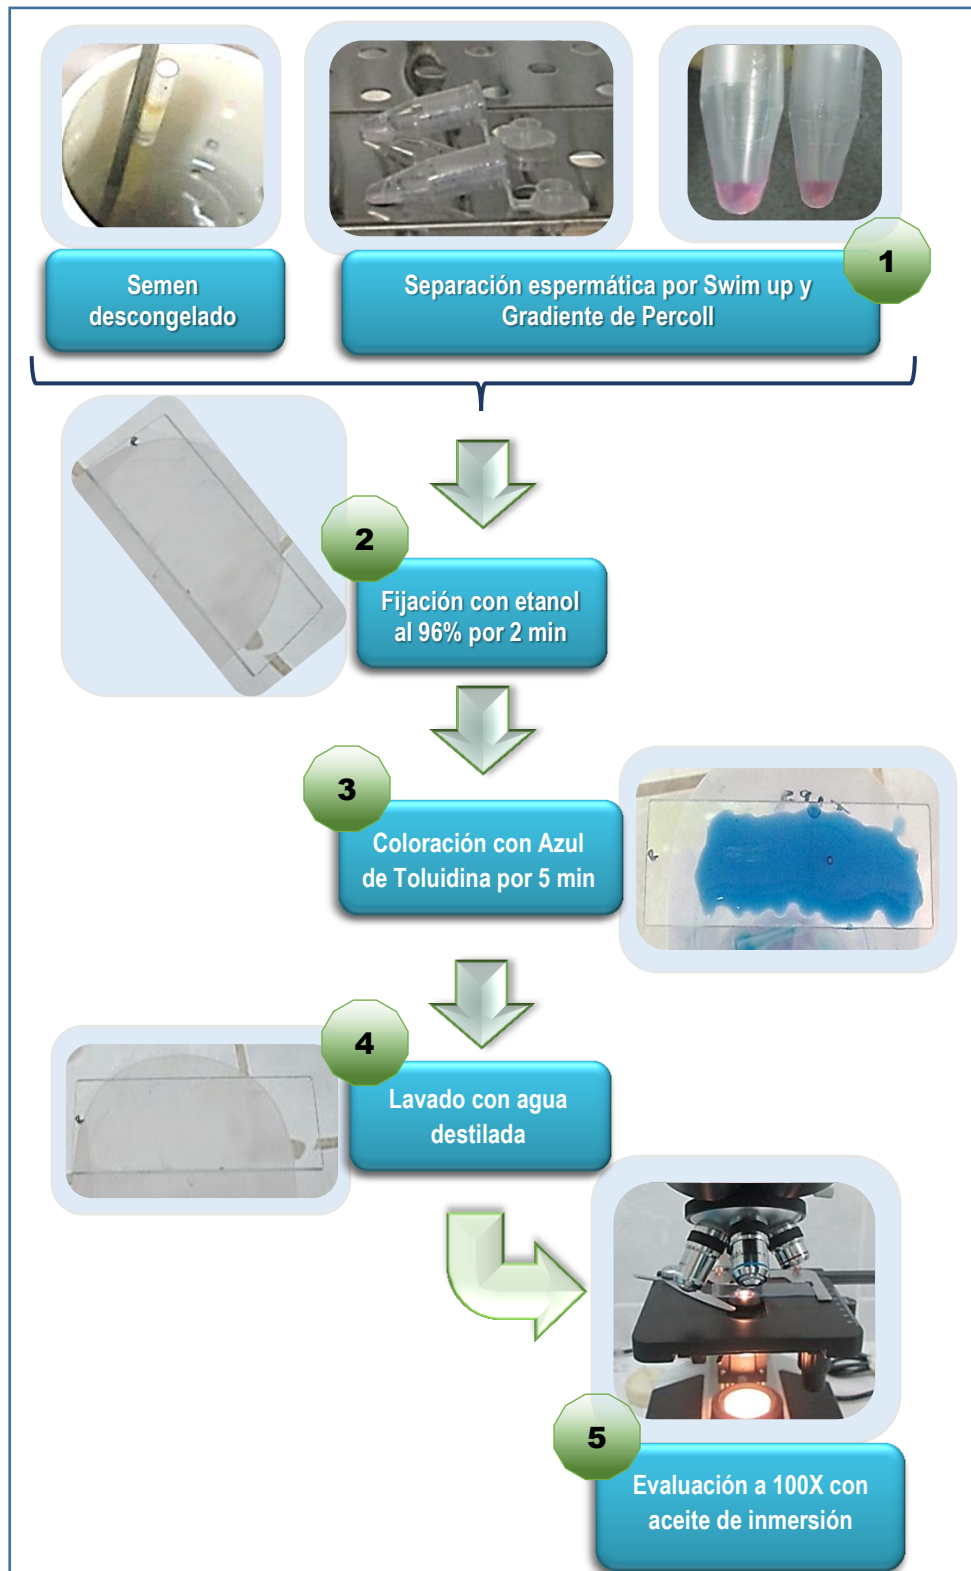 Semen
descongelado
1
Separación espermática por Swim up y
Gradiente de Percoll
2
Fijación con etanol
al 96% por 2 min
3
Coloración con Azul
de Toluidina por 5 min
4
Lavado con agua
destilada
5
Evaluación a 100X con
aceite de inmersión